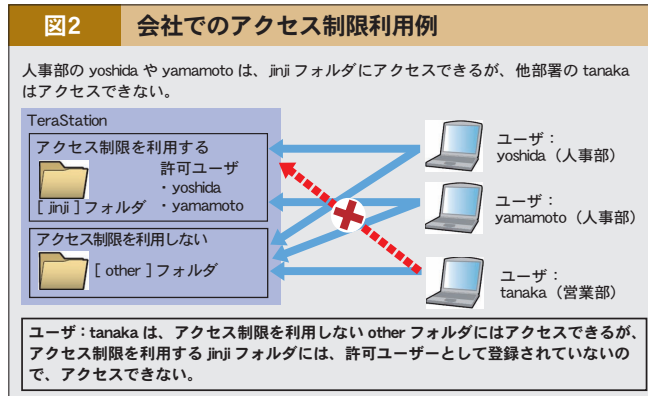 図2 会社でのアクセス制限利用例
人事部の yoshida や yamamoto は、jinji フォルダにアクセスできるが、他部署の tanaka
はアクセスできない。
TeraStation
アクセス制限を利用する
許可ユーザ
・yoshida
[ jinji ] フォルダ ・yamamoto
アクセス制限を利用しない
[ other ] フォルダ
ユーザ：
yoshida（人事部）
ユーザ：
yamamoto（人事部）
ユーザ：
tanaka（営業部）
ユーザ：tanaka は、アクセス制限を利用しない other フォルダにはアクセスできるが、
アクセス制限を利用する jinji フォルダには、許可ユーザーとして登録されていないの
で、アクセスできない。